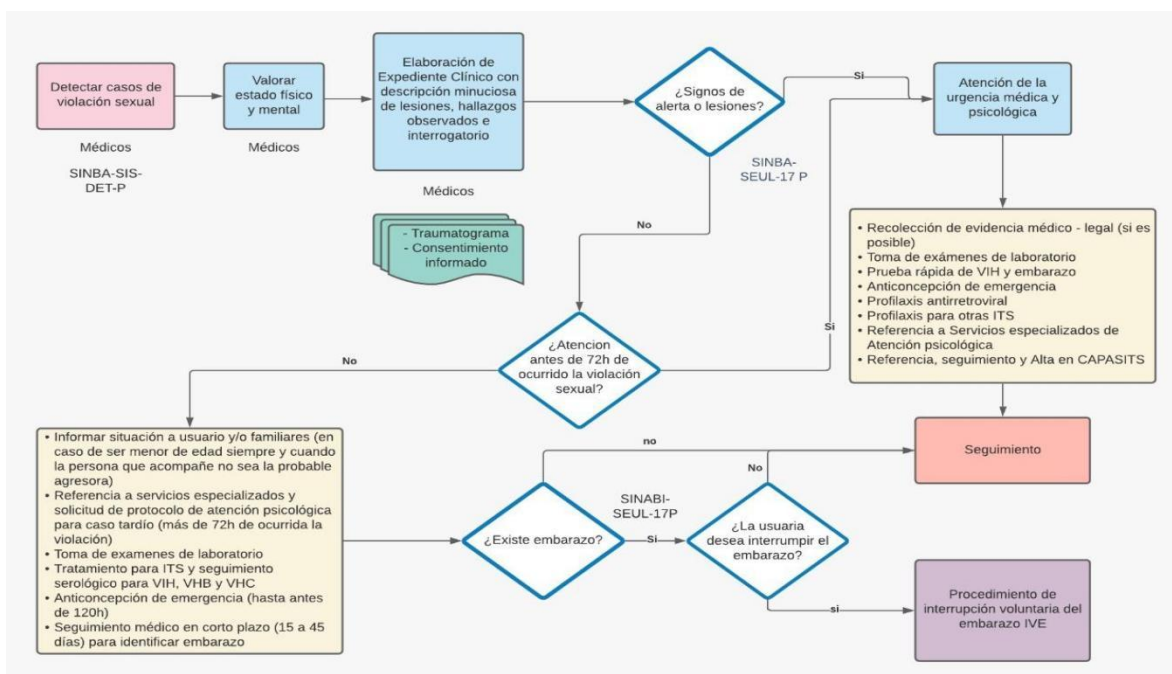 Detectar casos de
violación sexual
Médicos
SINBA-SIS-
DET-P
Valorar
estado físico
y mental
Médicos
Elaboración de
Expediente Clínico con
descripción minuciosa
de lesiones, hallazgos
observados e
interrogatorio
Médicos
- Traumatograma
- Consentimiento
informado
¿Signos de
alerta o lesiones?
Si
SINBA-
SEUL-17 P
No
Atención de la
urgencia médica y
psicológica
• Recolección de evidencia médico - legal (si es
posible)
• Toma de exámenes de laboratorio
• Prueba rápida de VIH y embarazo
• Anticoncepción de emergencia
• Profilaxis antirretroviral
• Profilaxis para otras ITS
• Referencia a Servicios especializados de
Atención psicológica
• Referencia, seguimiento y Alta en CAPASITS
¿Atencion
antes de 72h de
ocurrido la violación
sexual?
Si
No
• Informar situación a usuario y/o familiares (en
caso de ser menor de edad siempre y cuando
la persona que acompañe no sea la probable
agresora)
• Referencia a servicios especializados y
solicitud de protocolo de atención psicológica
para caso tardío (más de 72h de ocurrida la
violación)
• Toma de examenes de laboratorio
• Tratamiento para ITS y seguimiento
serológico para VIH, VHB y VHC
• Anticoncepción de emergencia (hasta antes
de 120h)
• Seguimiento médico en corto plazo (15 a 45
días) para identificar embarazo
¿Existe embarazo?
no
SINABI-
SEUL-17P
Si
¿La usuaria
desea interrumpir el
embarazo?
No
si
Seguimiento
Procedimiento de
interrupción voluntaria del
embarazo IVE